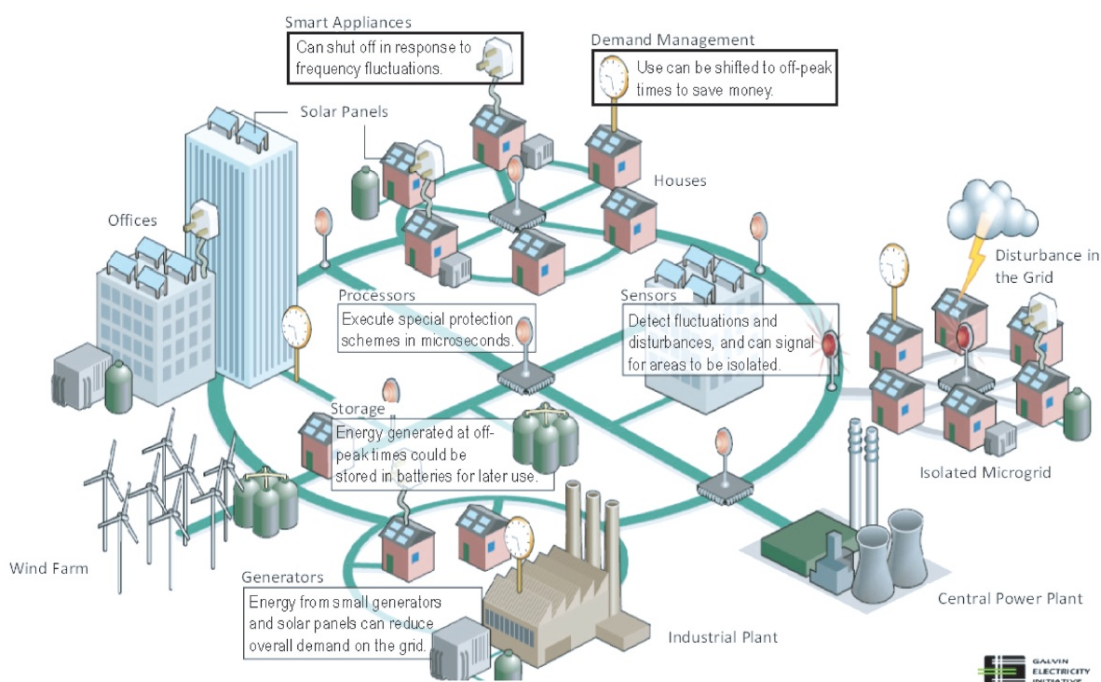 Smart Appliances
Can shut off in response to
frequency fluctuations.
Demand Management
Use can be shifted to off-peak
times to save money.
Solar Panels
Houses
Offices
Disturbance in
the Grid
Processors
Execute special protection
schemes in microseconds.
Sensors
Detect fluctuations and
disturbances, and can signal
for areas to be isolated.
Storage
Energy generated at off-
peak times could be
stored in batteries for later use.
Isolated Microgrid
Wind Farm
Generators
Energy from small generators
and solar panels can reduce
overall demand on the grid.
Central Power Plant
Industrial Plant
GALVIN
ELECTRICITY
INITIATIVE